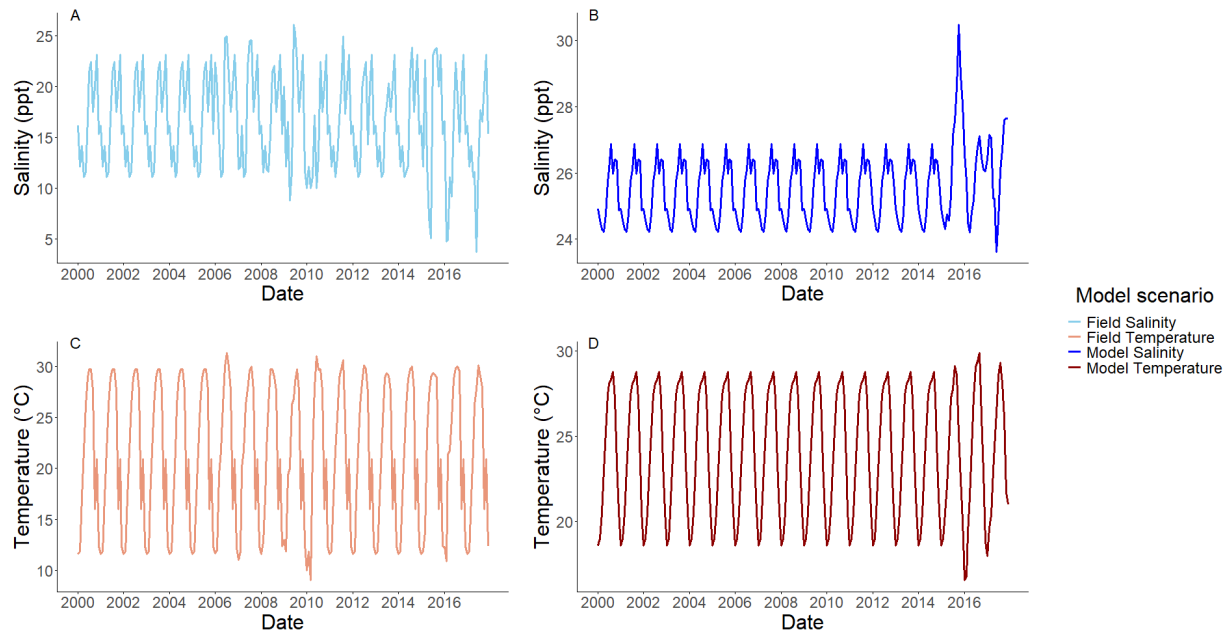 A
Salinity (ppt)
25
20
15
10
5
2000 2002 2004 2006 2008 2010 2012 2014 2016
Date
B
Salinity (ppt)
30
28
26
24
2000 2002 2004 2006 2008 2010 2012 2014 2016
Date
C
Temperature (°C)
30
25
20
15
10
2000 2002 2004 2006 2008 2010 2012 2014 2016
Date
D
Temperature (°C)
30
25
20
2000 2002 2004 2006 2008 2010 2012 2014 2016
Date
Model scenario
Field Salinity
Field Temperature
Model Salinity
Model Temperature